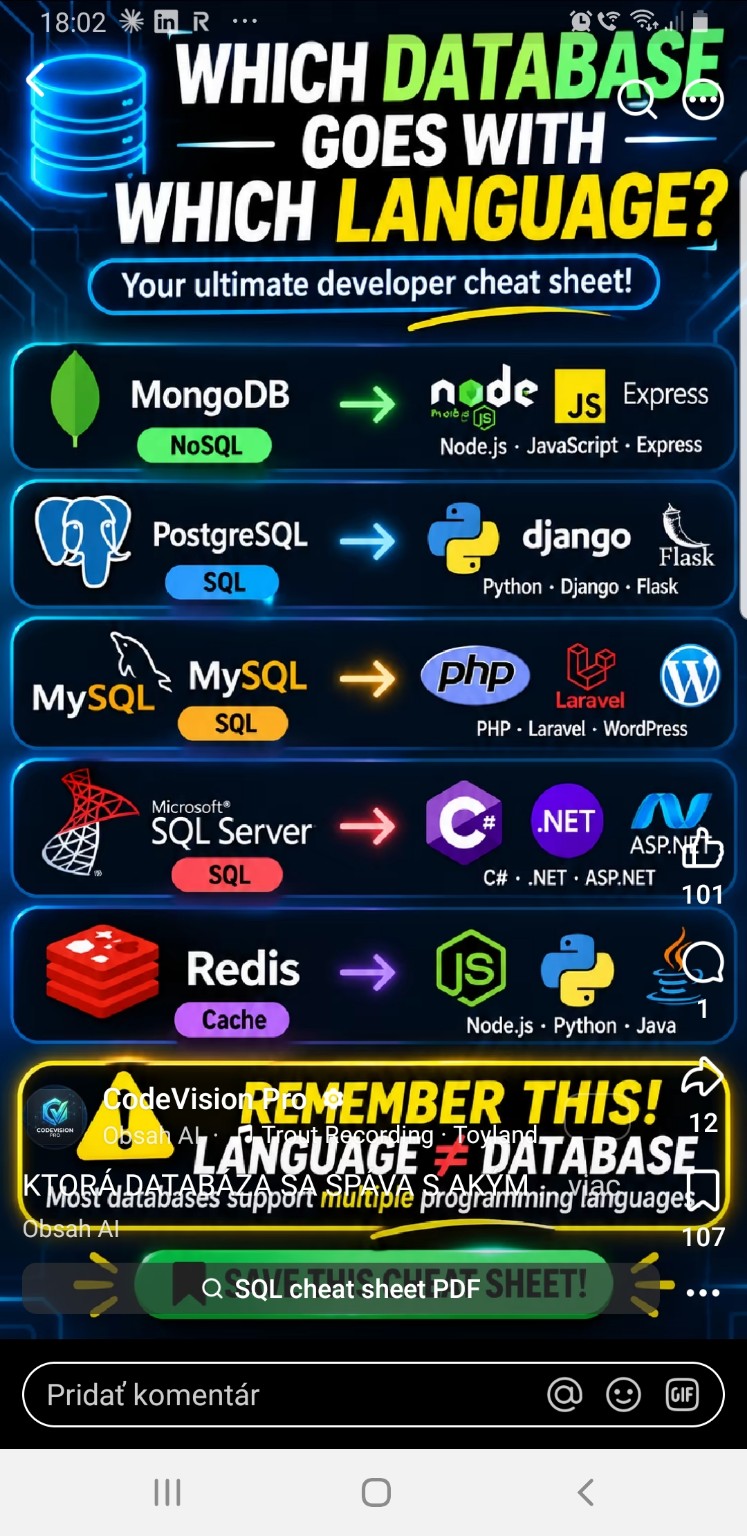 18:02
WHICH DATABASE
GOES WITH
WHICH LANGUAGE?
Your ultimate developer cheat sheet!
MongoDB
NoSQL
node
JS
JS
Express
Node.js · JavaScript · Express
PostgreSQL
SQL
django
Flask
Python · Django · Flask
MySQL
MySQL
SQL
php
Laravel
PHP · Laravel · WordPress
Microsoft®
SQL Server
SQL
C#
.NET
ASP.NET
C# · .NET · ASP.NET
101
Redis
Cache
JS
Node.js · Python · Java
1
REMEMBER THIS!
CodeVision Pro
CODEVISION
PRO
Obsah AI · Trout Recording · Toyland
12
LANGUAGE ≠ DATABASE
KTORÁ DATABÁZA SA SPÁVA S AKYM... viac
Most databases support multiple programming languages.
Obsah AI
107
SAVE THIS CHEAT SHEET!
SQL cheat sheet PDF
Pridať komentár
GIF